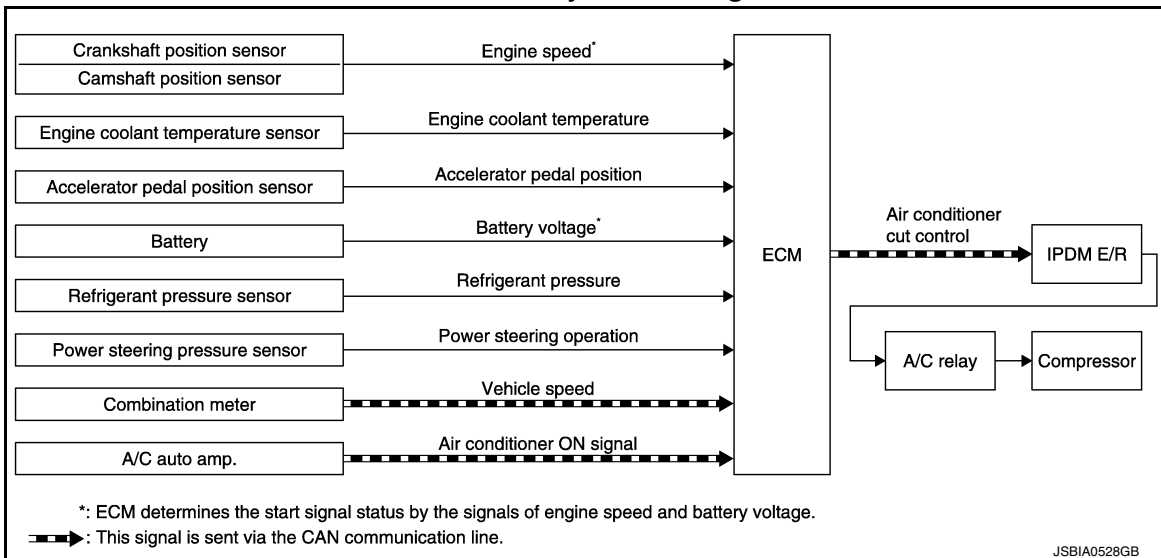 Crankshaft position sensor
Camshaft position sensor
Engine speed*
Engine coolant temperature sensor
Engine coolant temperature
Accelerator pedal position sensor
Accelerator pedal position
Battery
Battery voltage*
Refrigerant pressure sensor
Refrigerant pressure
Power steering pressure sensor
Power steering operation
Combination meter
Vehicle speed
A/C auto amp.
Air conditioner ON signal
ECM
Air conditioner
cut control
IPDM E/R
A/C relay
Compressor
*: ECM determines the start signal status by the signals of engine speed and battery voltage.
: This signal is sent via the CAN communication line.
JSBIA0528GB